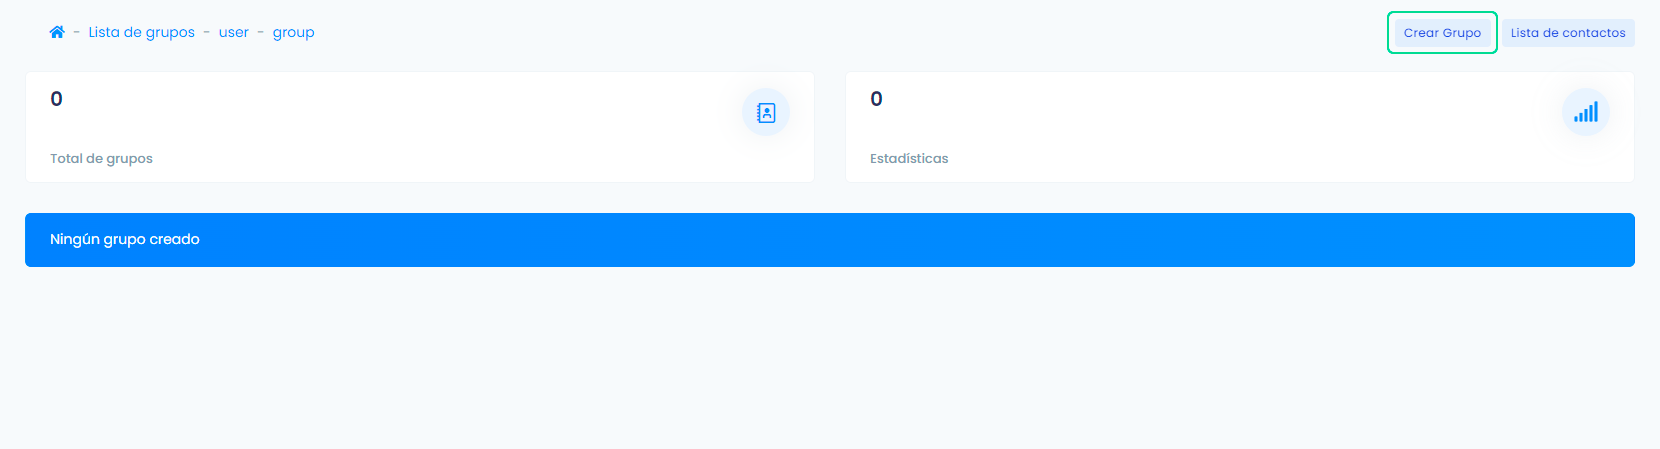 - Lista de grupos - user - group
Crear Grupo
Lista de contactos
0
Total de grupos
0
Estadísticas
Ningún grupo creado